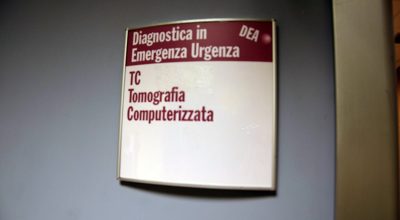 Diagnostica in DEA
Emergenza Urgenza
TC
Tomografia
Computerizzata